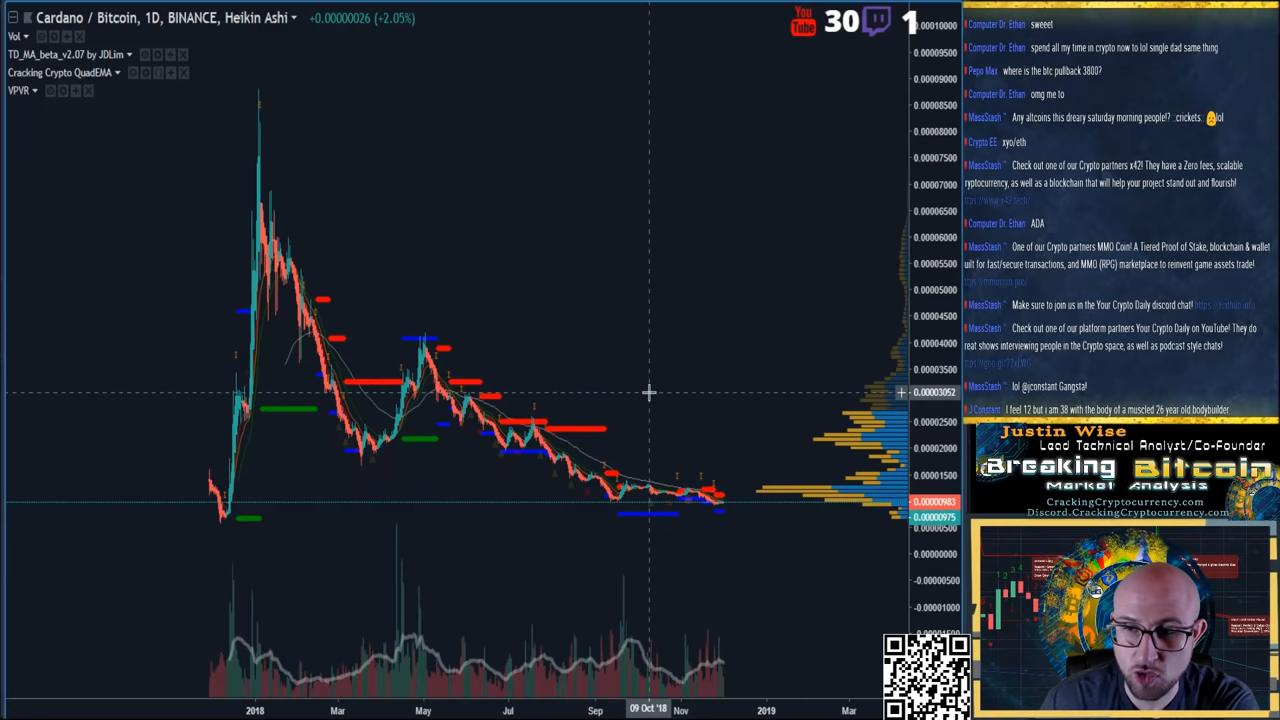 Cardano / Bitcoin, 1D, BINANCE, Heikin Ashi
+0.00000026 (+2.05%)
Vol
TD_MA_beta_v2.07 by JDLim
Cracking Crypto QuadEMA
VPVR
You
Tube
30
1
0.00010000
0.00009500
0.00009000
0.00008500
0.00008000
0.00007500
0.00007000
0.00006500
0.00006000
0.00005500
0.00005000
0.00004500
0.00004000
0.00003500
0.00003052
0.00002500
0.00002000
0.00001500
0.00000983
0.00000975
0.00000500
0.00000000
-0.00000500
-0.00001000
2018
Mar
May
Jul
Sep
09 Oct '18
Nov
2019
Mar
Computer Dr. Ethan sweeet
Computer Dr. Ethan spend all my time in crypto now to lol single dad same thing
Pepo Max where is the btc pullback 3800?
Computer Dr. Ethan omg me to
MassStash Any altcoins this dreary saturday morning people!? ..crickets. lol
Crypto EE xyo/eth
MassStash Check out one of our Crypto partners x42! They have a Zero fees, scalable
ryptocurrency, as well as a blockchain that will help your project stand out and flourish!
Computer Dr. Ethan ADA
MassStash One of our Crypto partners MMO Coin! A Tiered Proof of Stake, blockchain & wallet
uilt for fast/secure transactions, and MMO (RPG) marketplace to reinvent game assets trade!
MassStash Make sure to join us in the Your Crypto Daily discord chat!
MassStash Check out one of our platform partners Your Crypto Daily on YouTube! They do
reat shows interviewing people in the Crypto space, as well as podcast style chats!
MassStash lol @jconstant Gangsta!
J Constant I feel 12 but i am 38 with the body of a muscled 26 year old bodybuilder
Justin Wise
Lead Technical Analyst/Co-Founder
Breaking Bitcoin
Market Analysis
CrackingCryptocurrency.com
Discord.CrackingCryptocurrency.com